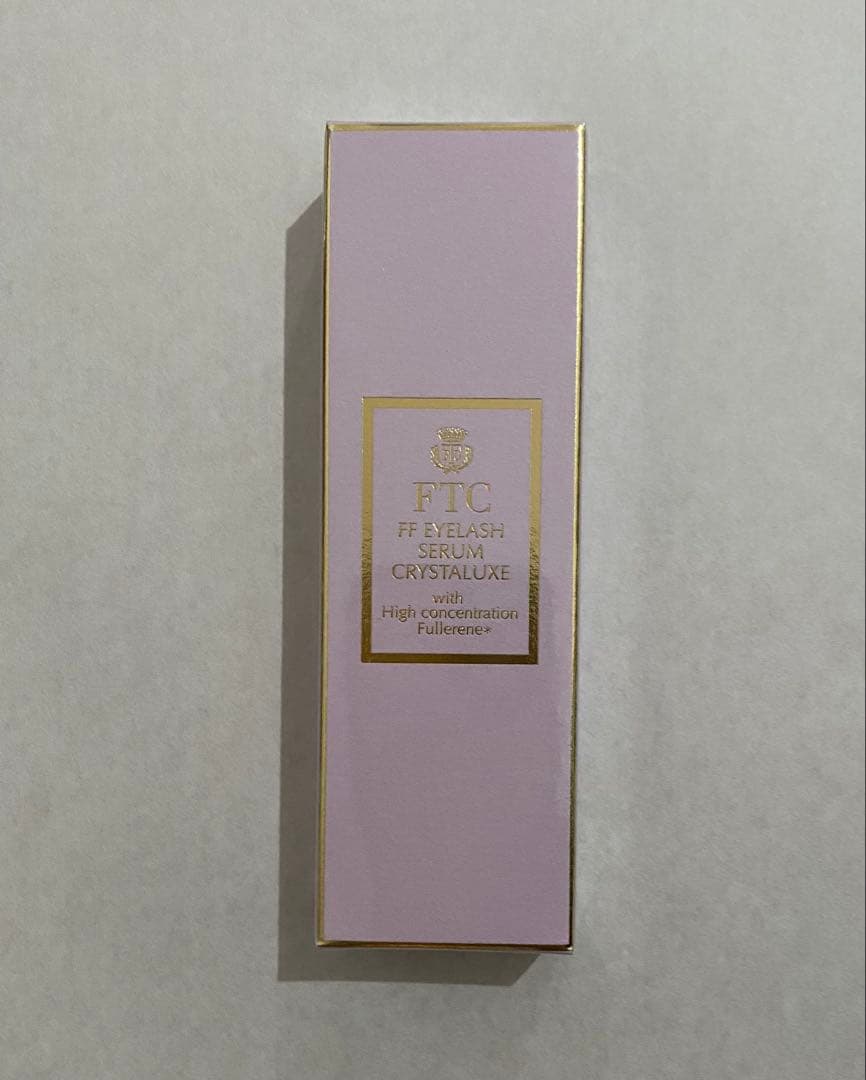 FTC
FF EYELASH
SERUM
CRYSTALUXE
with
High concentration
Fullerene*